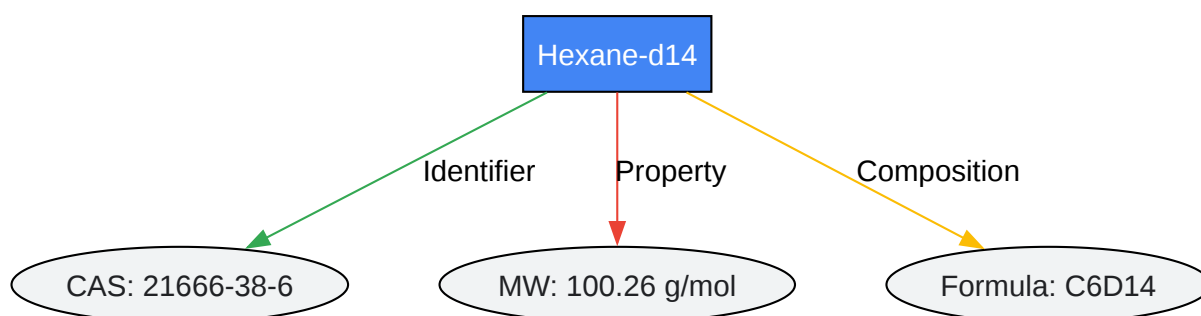 Hexane-d14
Identifier
Property
Composition
CAS: 21666-38-6
MW: 100.26 g/mol
Formula: C6D14